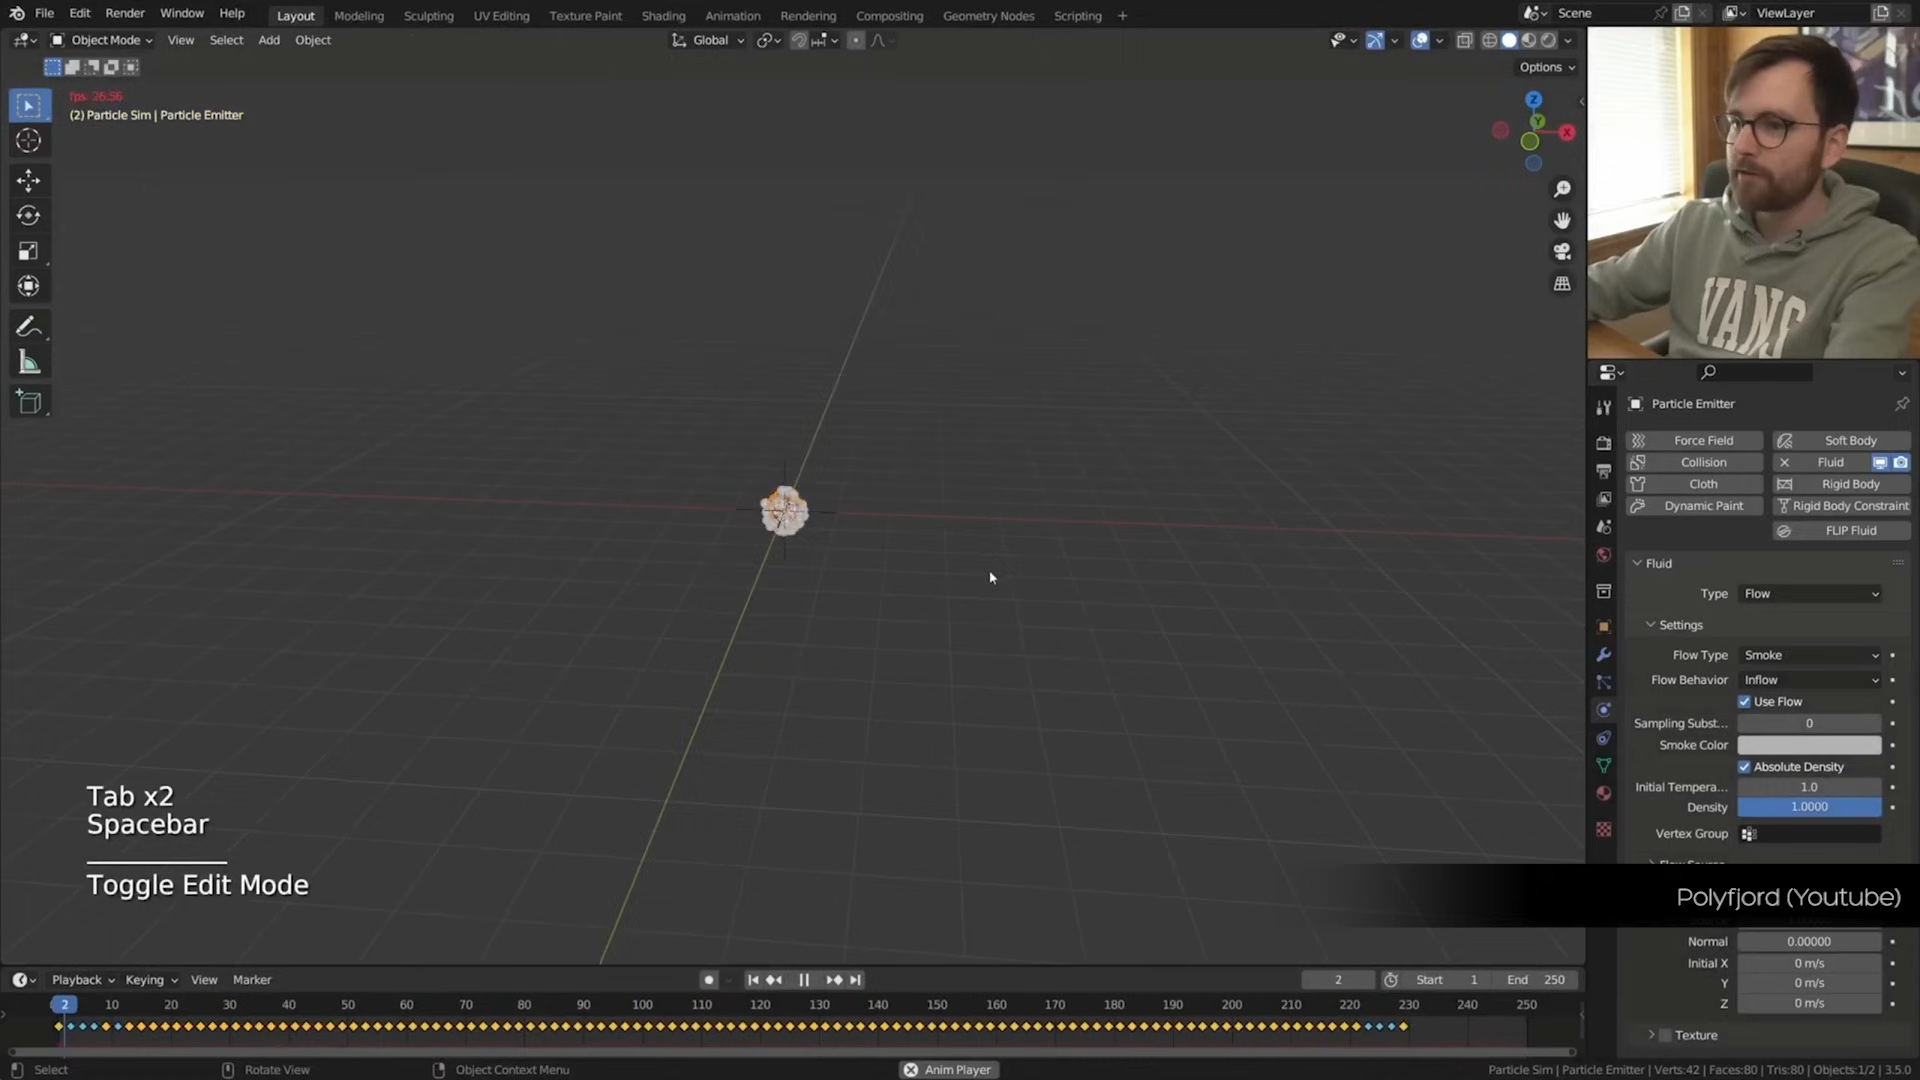 File Edit Render Window Help Layout Modeling Sculpting UV Editing Texture Paint Shading Animation Rendering Compositing Geometry Nodes Scripting + Scene ViewLayer
Object Mode View Select Add Object Global
Options
fps: 26.56
(2) Particle Sim | Particle Emitter
Z
Y
X
VANS
Particle Emitter
Force Field Soft Body
Collision Fluid
Cloth Rigid Body
Dynamic Paint Rigid Body Constraint
FLIP Fluid
Fluid
Type Flow
Settings
Flow Type Smoke
Flow Behavior Inflow
Use Flow
Sampling Subst... 0
Smoke Color
Absolute Density
Initial Tempera... 1.0
Density 1.0000
Vertex Group
Tab x2
Spacebar
Toggle Edit Mode
Polyfjord (Youtube)
Normal 0.00000
Initial X 0 m/s
Y 0 m/s
Z 0 m/s
Texture
Playback Keying View Marker 2 Start 1 End 250
2 10 20 30 40 50 60 70 80 90 100 110 120 130 140 150 160 170 180 190 200 210 220 230 240 250
Select Rotate View Object Context Menu Anim Player Particle Sim | Particle Emitter | Verts:42 | Faces:80 | Tris:80 | Objects:1/2 | 3.5.0